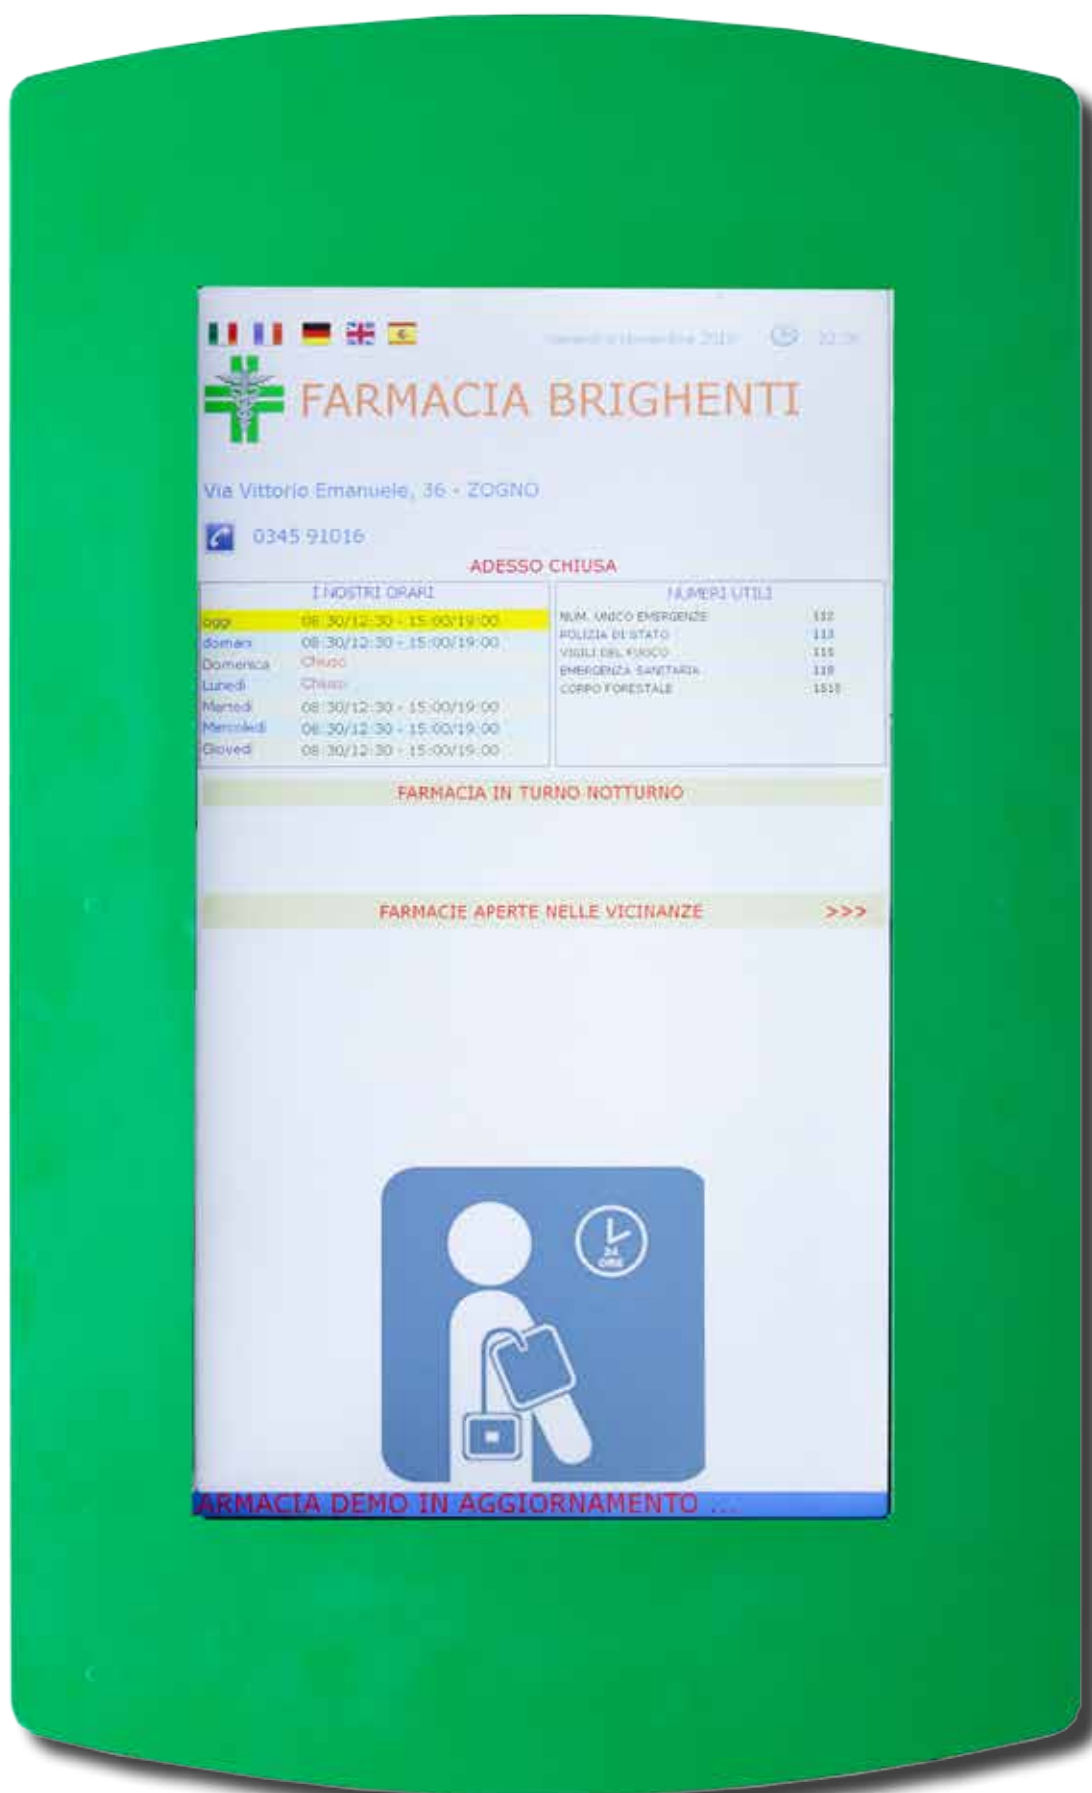 2010
22:26
FARMACIA BRIGHENTI
Via Vittorio Emanuele, 36 - ZOGNO
0345 91016
ADESSO CHIUSA
I NOSTRI ORARI
oggi 08:30/12:30 - 15:00/19:00
domani 08:30/12:30 - 15:00/19:00
Domenica Chiuso
Lunedì Chiuso
Martedì 08:30/12:30 - 15:00/19:00
Mercoledì 08:30/12:30 - 15:00/19:00
Giovedì 08:30/12:30 - 15:00/19:00
NUMERI UTILI
NUM. UNICO EMERGENZE 112
POLIZIA DI STATO 113
VIGILI DEL FUOCO 115
EMERGENZA SANITARIA 118
CORPO FORESTALE 1515
FARMACIA IN TURNO NOTTURNO
FARMACIE APERTE NELLE VICINANZE >>>
24
ORE
ARMACIA DEMO IN AGGIORNAMENTO ...